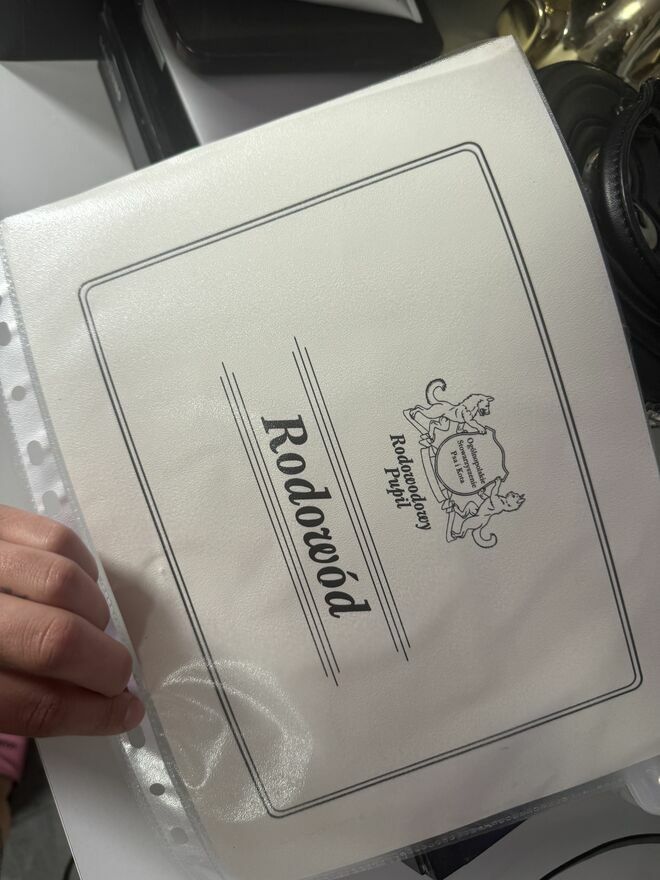 Ogólnopolskie
Stowarzyszenie
Psa i Kota
Rodowodowy
Pupil
Rodowód